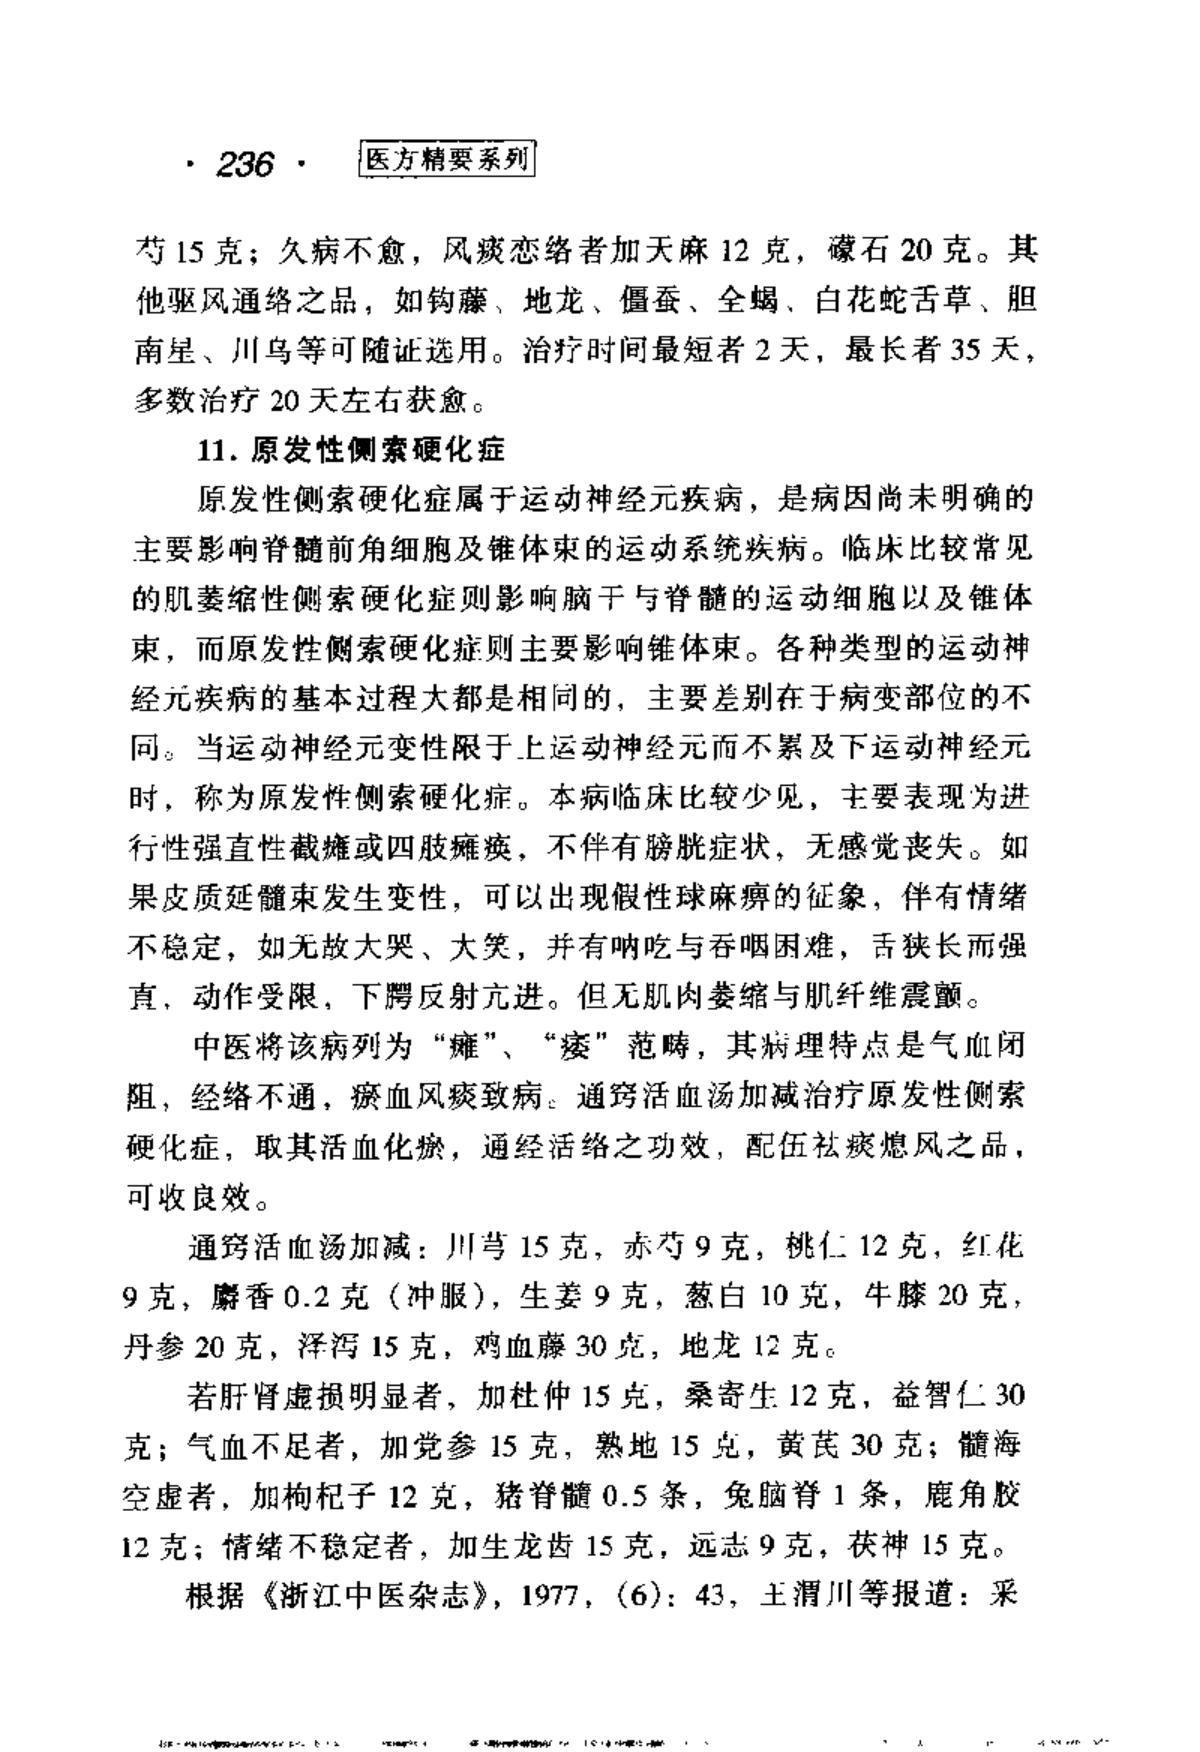 · 236 · 医方精要系列
芍 15 克；久病不愈，风痰恋络者加天麻 12 克，礞石 20 克。其
他驱风通络之品，如钩藤、地龙、僵蚕、全蝎、白花蛇舌草、胆
南星、川乌等可随证选用。治疗时间最短者 2 天，最长者 35 天，
多数治疗 20 天左右获愈。
11. 原发性侧索硬化症
原发性侧索硬化症属于运动神经元疾病，是病因尚未明确的
主要影响脊髓前角细胞及锥体束的运动系统疾病。临床比较常见
的肌萎缩性侧索硬化症则影响脑干与脊髓的运动细胞以及锥体
束，而原发性侧索硬化症则主要影响锥体束。各种类型的运动神
经元疾病的基本过程大都是相同的，主要差别在于病变部位的不
同。当运动神经元变性限于上运动神经元而不累及下运动神经元
时，称为原发性侧索硬化症。本病临床比较少见，主要表现为进
行性强直性截瘫或四肢瘫痪，不伴有膀胱症状，无感觉丧失。如
果皮质延髓束发生变性，可以出现假性球麻痹的征象，伴有情绪
不稳定，如无故大哭、大笑，并有呐吃与吞咽困难，舌狭长而强
直，动作受限，下腭反射亢进。但无肌肉萎缩与肌纤维震颤。
中医将该病列为“瘫”、“痿”范畴，其病理特点是气血闭
阻，经络不通，瘀血风痰致病。通窍活血汤加减治疗原发性侧索
硬化症，取其活血化瘀，通经活络之功效，配伍祛痰熄风之品，
可收良效。
通窍活血汤加减：川芎 15 克，赤芍 9 克，桃仁 12 克，红花
9 克，麝香 0.2 克（冲服），生姜 9 克，葱白 10 克，牛膝 20 克，
丹参 20 克，泽泻 15 克，鸡血藤 30 克，地龙 12 克。
若肝肾虚损明显者，加杜仲 15 克，桑寄生 12 克，益智仁 30
克；气血不足者，加党参 15 克，熟地 15 克，黄芪 30 克；髓海
空虚者，加枸杞子 12 克，猪脊髓 0.5 条，兔脑脊 1 条，鹿角胶
12 克；情绪不稳定者，加生龙齿 15 克，远志 9 克，茯神 15 克。
根据《浙江中医杂志》，1977，（6）：43，王渭川等报道：采